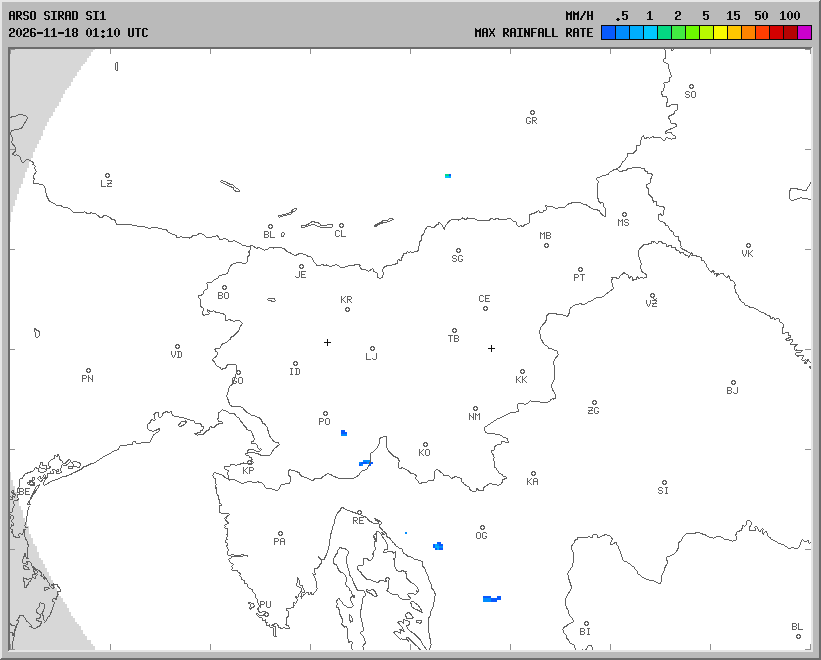 ARSO SIRAD SI1
2026-11-18 01:10 UTC
MM/H .5 1 2 5 15 50 100
MAX RAINFALL RATE
SO
GR
LZ
MS
BL
CL
MB
VK
SG
JE
PT
BO
KR
CE
VŽ
TB
VD
LJ
ID
PN
GO
KK
BJ
NM
ZG
PO
KO
KP
KA
BE
SI
RE
OG
PA
PU
BI
BL